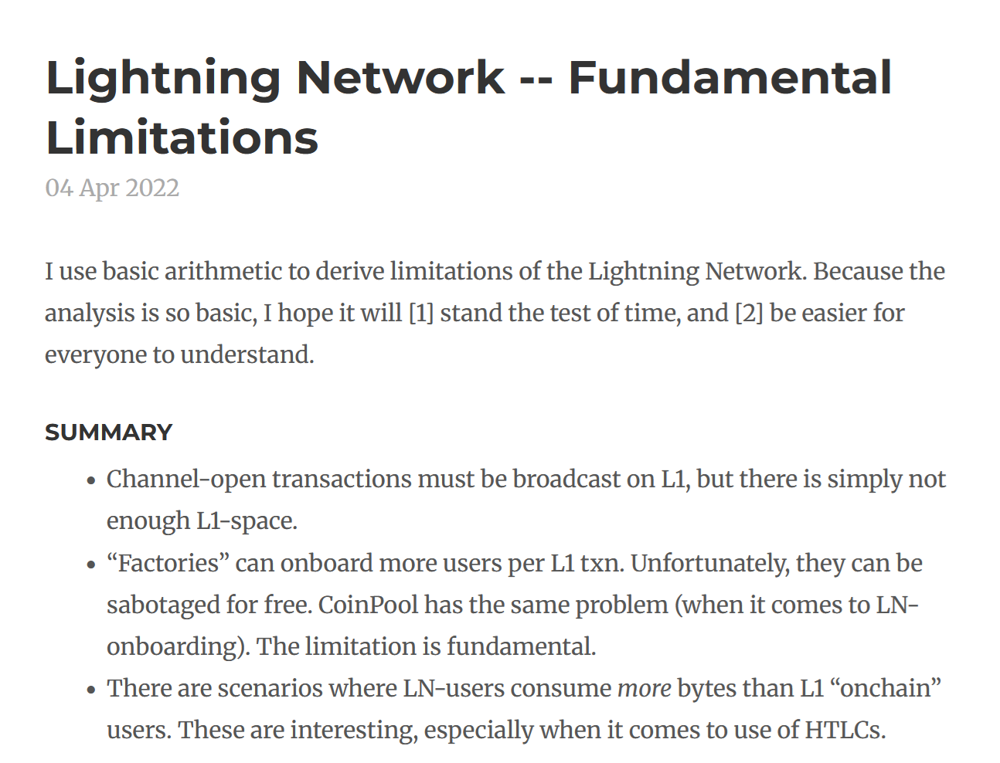 Lightning Network -- Fundamental
Limitations
04 Apr 2022
I use basic arithmetic to derive limitations of the Lightning Network. Because the
analysis is so basic, I hope it will [1] stand the test of time, and [2] be easier for
everyone to understand.
SUMMARY
• Channel-open transactions must be broadcast on L1, but there is simply not
enough L1-space.
• “Factories” can onboard more users per L1 txn. Unfortunately, they can be
sabotaged for free. CoinPool has the same problem (when it comes to LN-
onboarding). The limitation is fundamental.
• There are scenarios where LN-users consume more bytes than L1 “onchain”
users. These are interesting, especially when it comes to use of HTLCs.